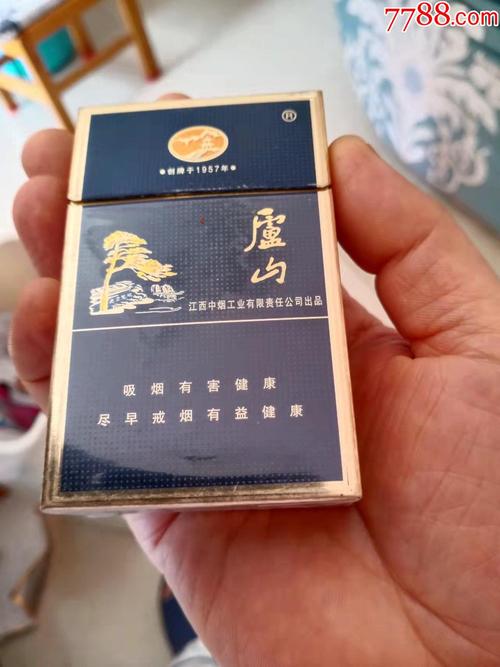 7788.com
®
创牌于1957年
廬山
江西中烟工业有限责任公司出品
吸烟有害健康
尽早戒烟有益健康